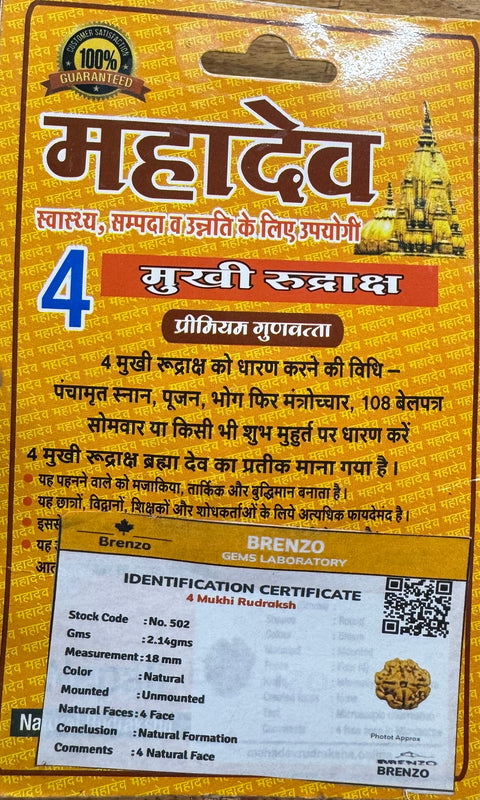 CUSTOMER SATISFACTION
100%
GUARANTEED
महादेव
स्वास्थ्य, सम्पदा व उन्नति के लिए उपयोगी
4 मुखी रुद्राक्ष
प्रीमियम गुणवत्ता
4 मुखी रूद्राक्ष को धारण करने की विधि –
पंचामृत स्नान, पूजन, भोग फिर मंत्रोच्चार, 108 बेलपत्र
सोमवार या किसी भी शुभ मुहुर्त पर धारण करें
4 मुखी रूद्राक्ष ब्रह्मा देव का प्रतीक माना गया है।
• यह पहनने वाले को मजाकिया, तार्किक और बुद्धिमान बनाता है।
• यह छात्रों, विद्वानों, शिक्षकों और शोधकर्ताओं के लिये अत्यधिक फायदेमंद है।
• इससे
• यह
Brenzo
BRENZO
GEMS LABORATORY
IDENTIFICATION CERTIFICATE
4 Mukhi Rudraksh
Stock Code : No. 502
Gms : 2.14gms
Measurement : 18 mm
Color : Natural
Mounted : Unmounted
Natural Faces : 4 Face
Conclusion : Natural Formation
Comments : 4 Natural Face
Photot Approx
BRENZO
BRENZO